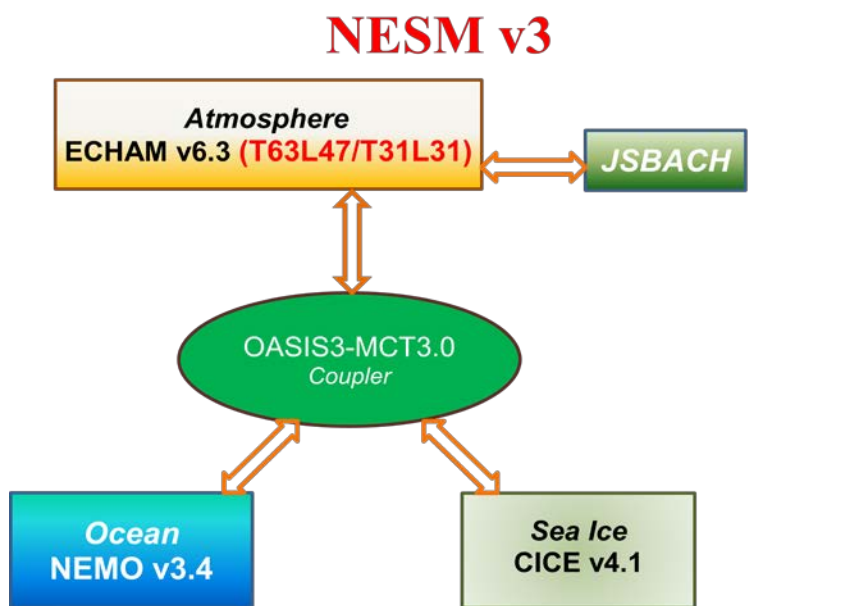 NESM v3
Atmosphere
ECHAM v6.3 (T63L47/T31L31)
JSBACH
OASIS3-MCT3.0
Coupler
Ocean
NEMO v3.4
Sea Ice
CICE v4.1